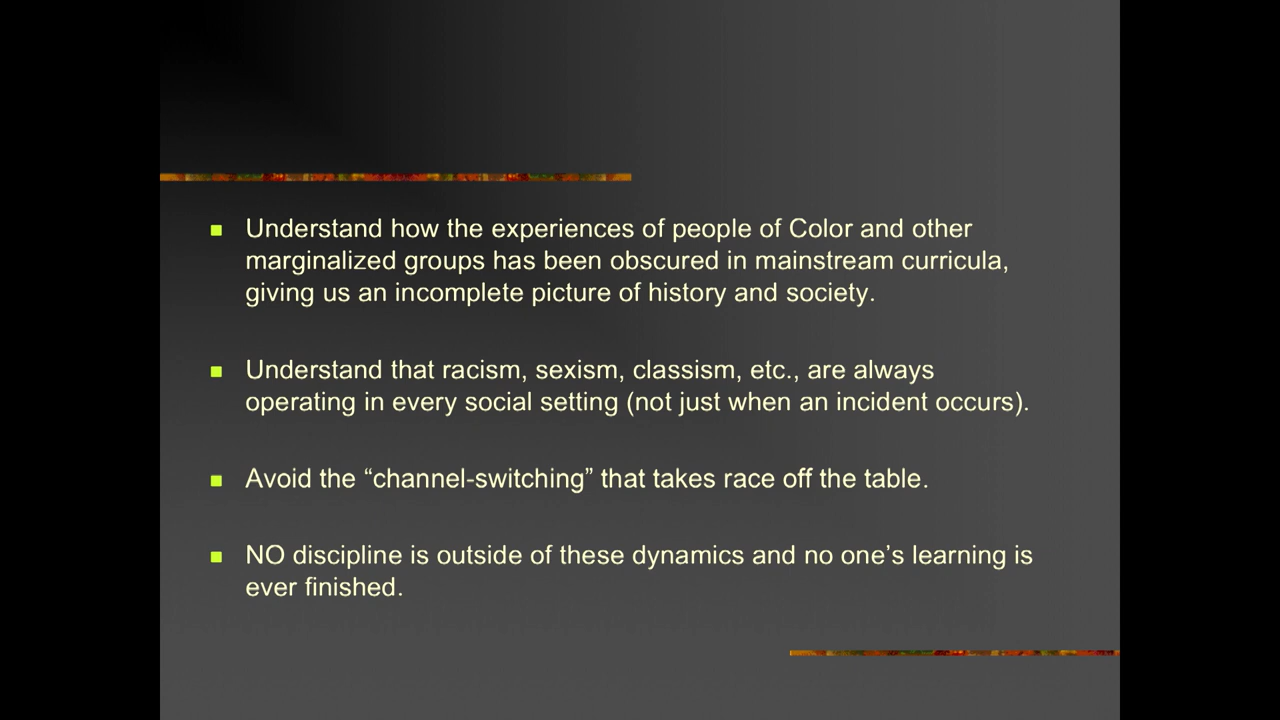 Understand how the experiences of people of Color and other
marginalized groups has been obscured in mainstream curricula,
giving us an incomplete picture of history and society.
Understand that racism, sexism, classism, etc., are always
operating in every social setting (not just when an incident occurs).
Avoid the “channel-switching” that takes race off the table.
NO discipline is outside of these dynamics and no one’s learning is
ever finished.